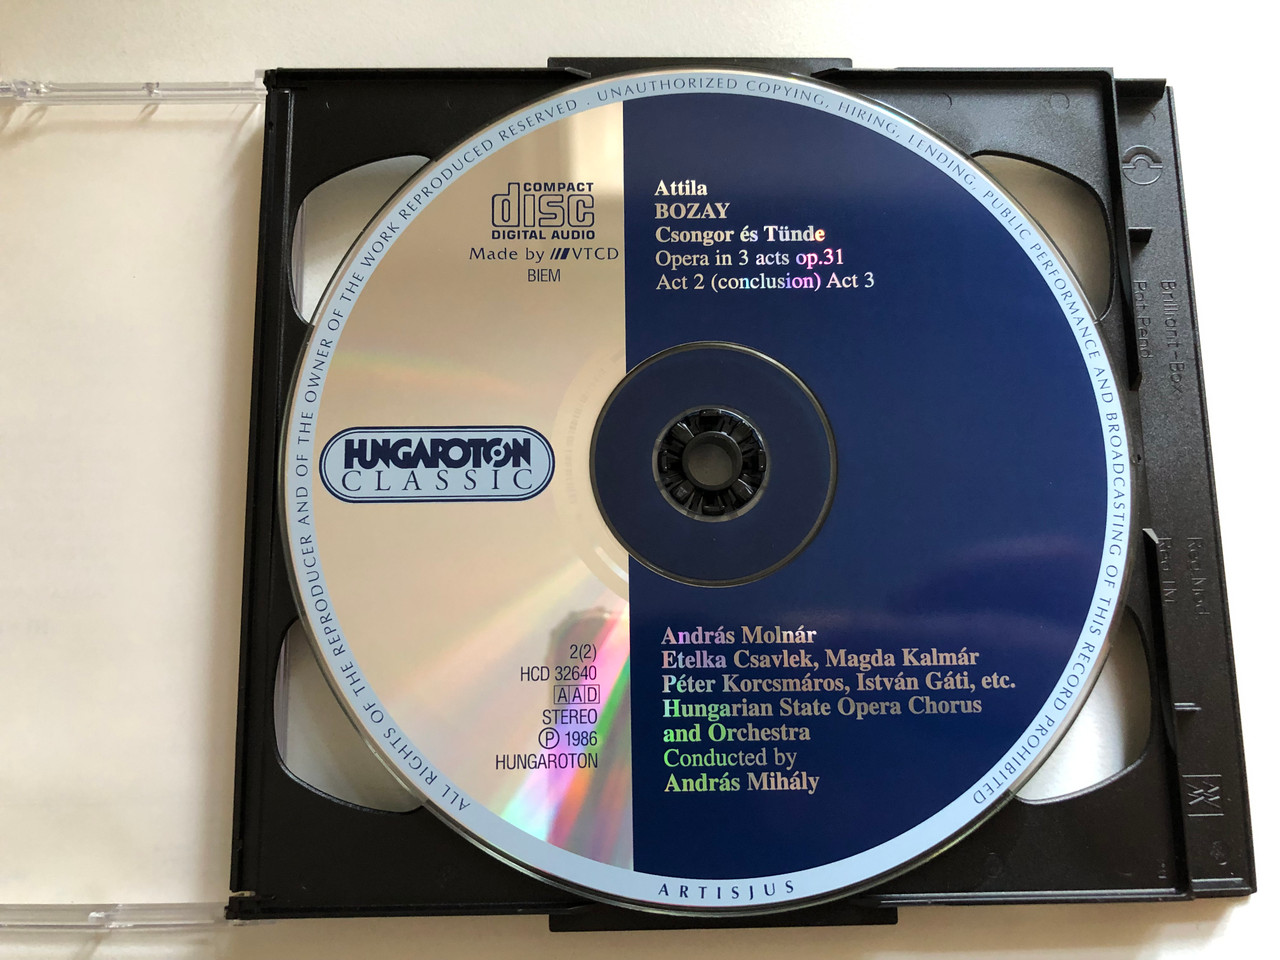 ALL RIGHTS OF THE REPRODUCER AND OF THE OWNER OF THE WORK REPRODUCED RESERVED · UNAUTHORIZED COPYING, HIRING, LENDING, PUBLIC PERFORMANCE AND BROADCASTING OF THIS RECORD PROHIBITED
COMPACT
disc
DIGITAL AUDIO
Made by VTCD
BIEM
Attila
BOZAY
Csongor és Tünde
Opera in 3 acts op.31
Act 2 (conclusion) Act 3
HUNGAROTON
CLASSIC
2(2)
HCD 32640
AAD
STEREO
Ⓟ 1986
HUNGAROTON
András Molnár
Etelka Csavlek, Magda Kalmár
Péter Korcsmáros, István Gáti, etc.
Hungarian State Opera Chorus
and Orchestra
Conducted by
András Mihály
ARTISJUS
Brilliant-Box
Pat.Pend.